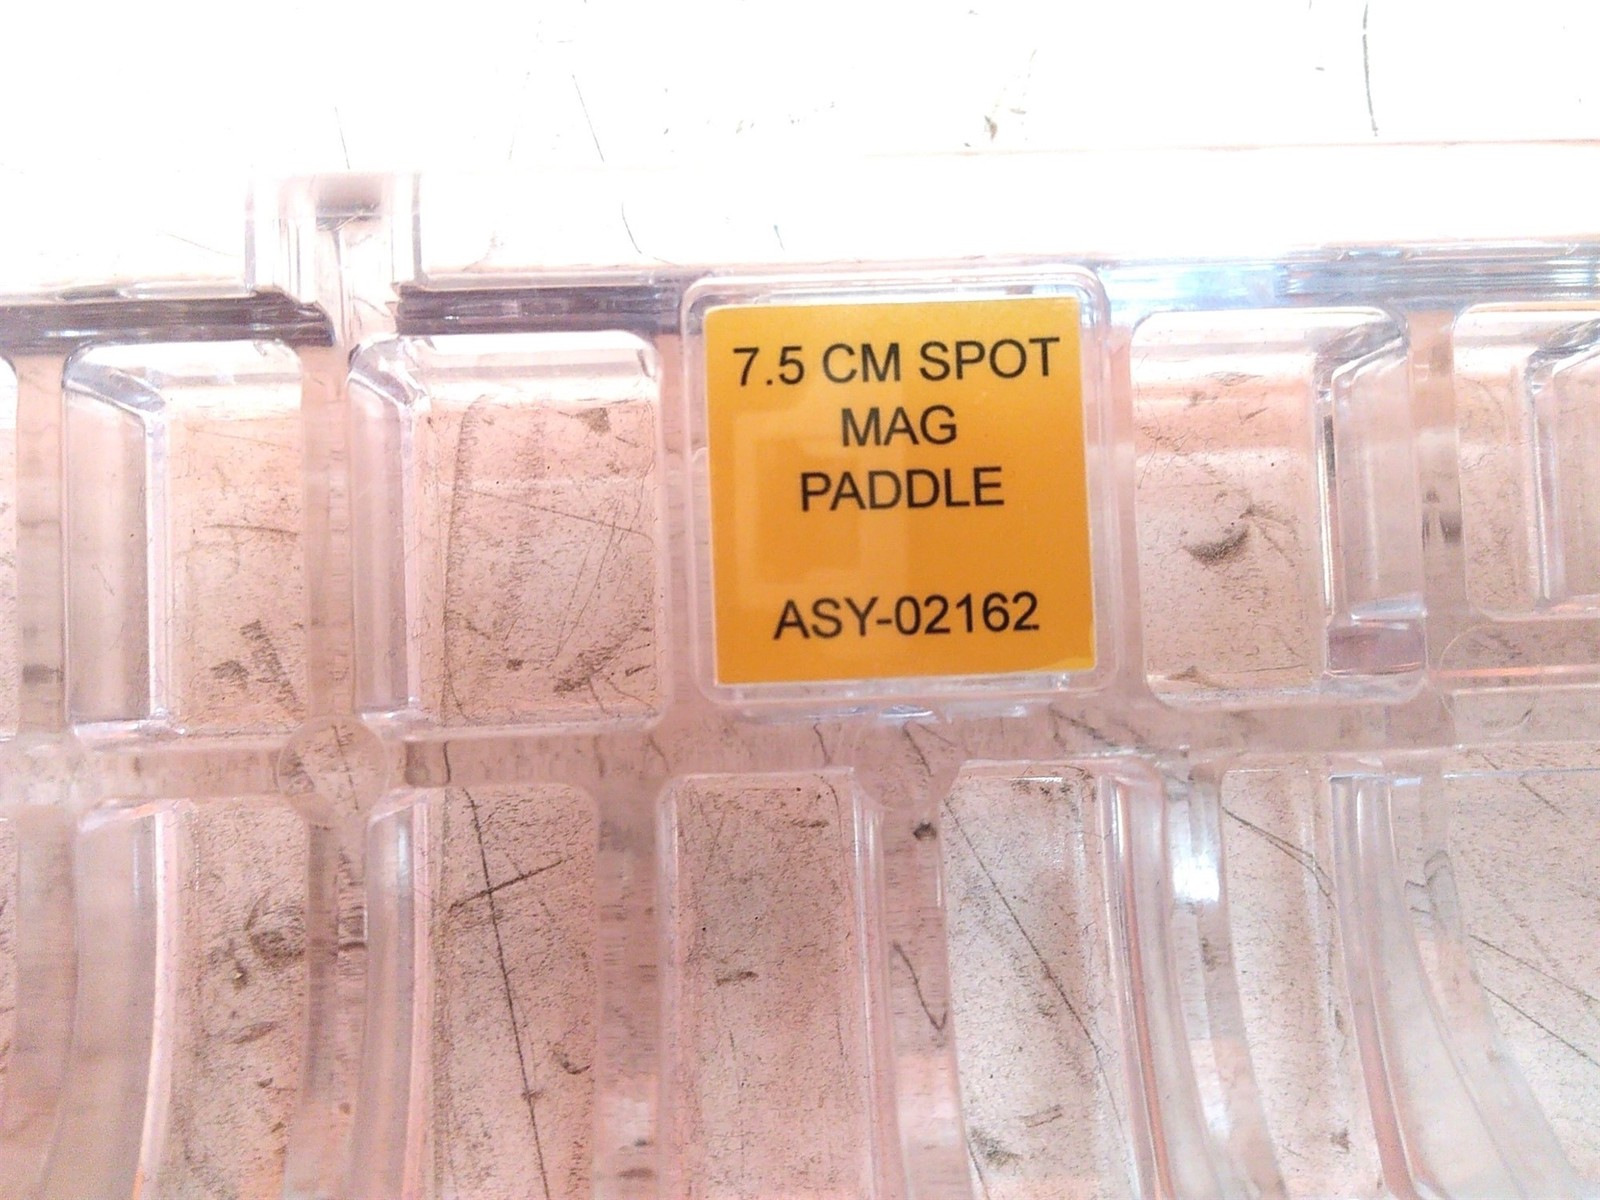 7.5 CM SPOT
MAG
PADDLE
ASY-02162